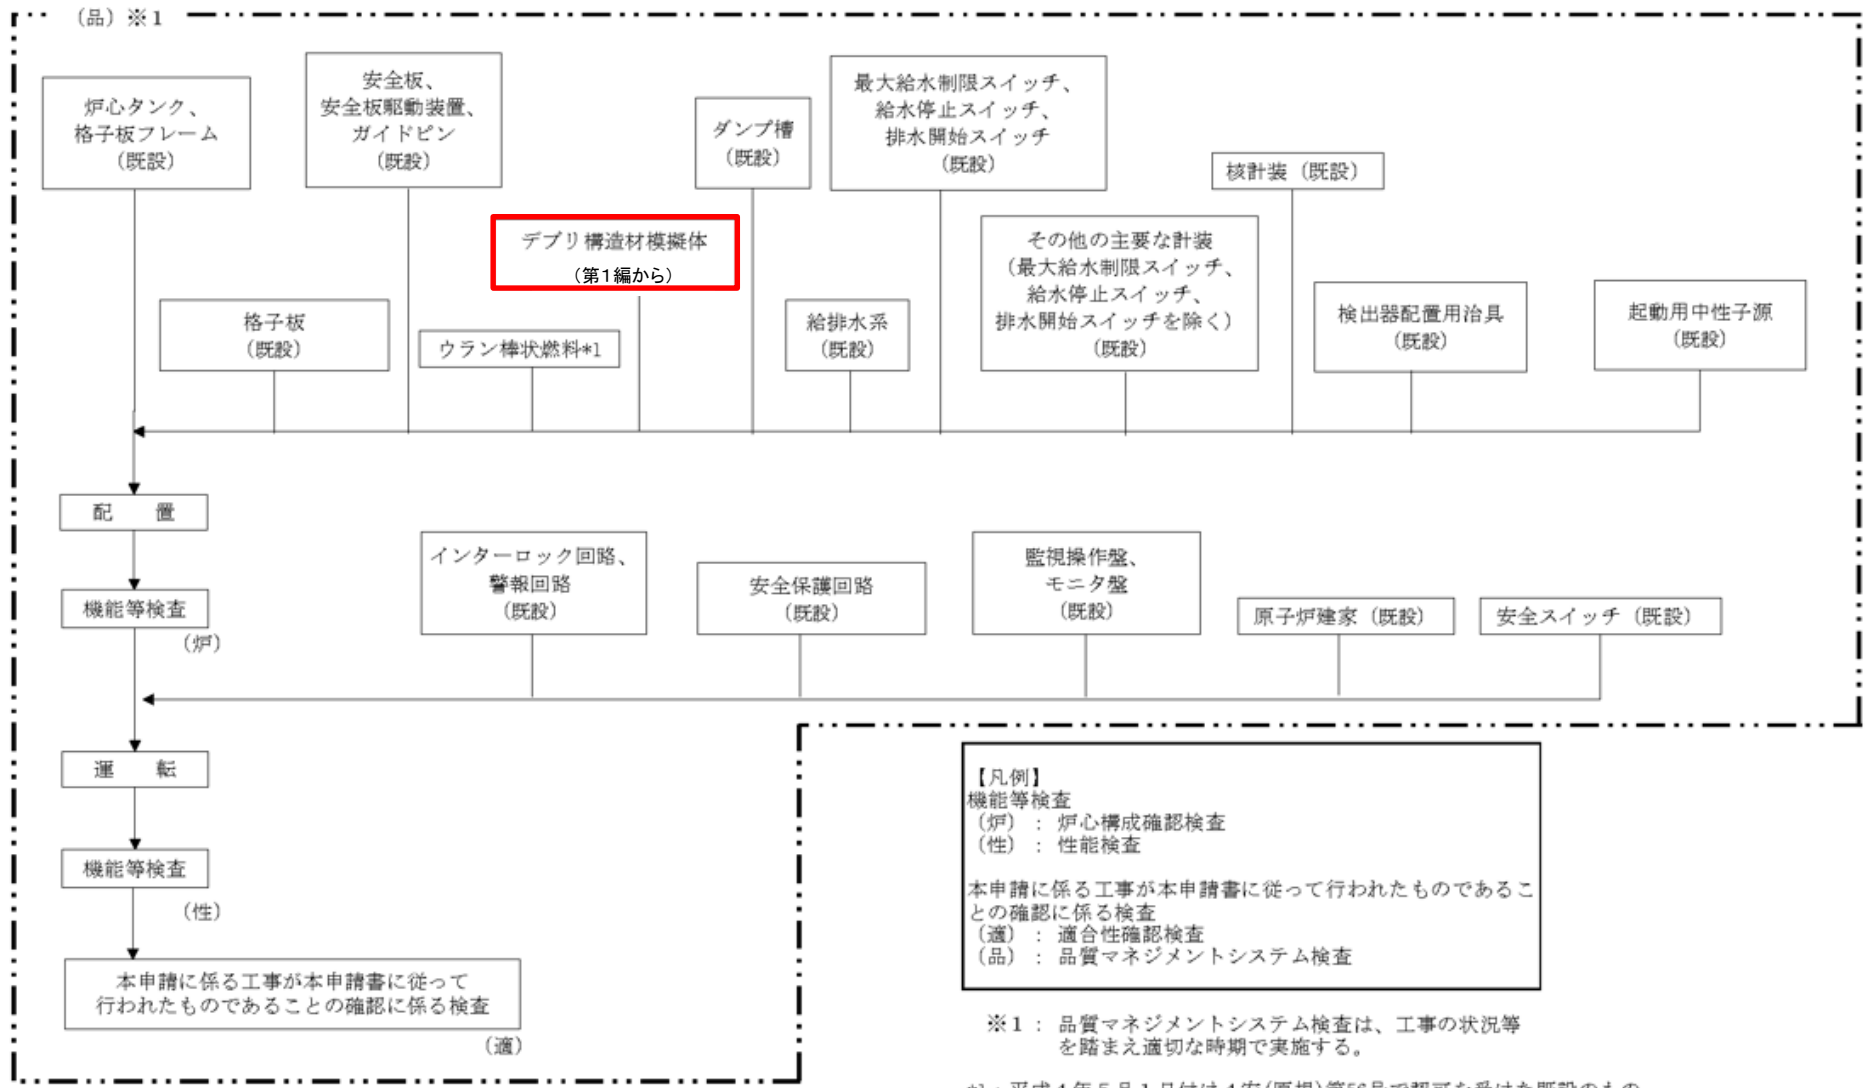 (品)※1
炉心タンク、
格子板フレーム
(既設)
安全板、
安全板駆動装置、
ガイドピン
(既設)
ダンプ槽
(既設)
最大給水制限スイッチ、
給水停止スイッチ、
排水開始スイッチ
(既設)
核計装(既設)
デブリ構造材模擬体
(第1編から)
その他の主要な計装
(最大給水制限スイッチ、
給水停止スイッチ、
排水開始スイッチを除く)
(既設)
格子板
(既設)
ウラン棒状燃料*1
給排水系
(既設)
検出器配置用治具
(既設)
起動用中性子源
(既設)
配 置
機能等検査
(炉)
インターロック回路、
警報回路
(既設)
安全保護回路
(既設)
監視操作盤、
モニタ盤
(既設)
原子炉建家(既設)
安全スイッチ(既設)
運 転
機能等検査
(性)
本申請に係る工事が本申請書に従って
行われたものであることの確認に係る検査
(適)
【凡例】
機能等検査
(炉):炉心構成確認検査
(性):性能検査
本申請に係る工事が本申請書に従って行われたものであるこ
との確認に係る検査
(適):適合性確認検査
(品):品質マネジメントシステム検査
※1:品質マネジメントシステム検査は、工事の状況等
を踏まえ適切な時期で実施する。